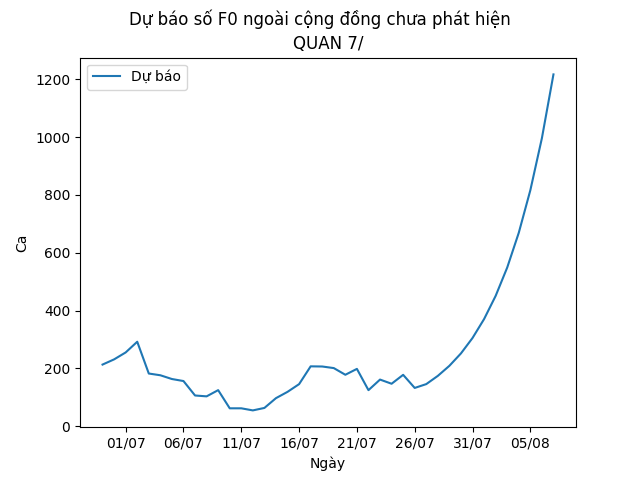 Dự báo số F0 ngoài cộng đồng chưa phát hiện
QUAN 7/
Dự báo
1200
1000
800
600
400
200
0
Ca
01/07 06/07 11/07 16/07 21/07 26/07 31/07 05/08
Ngày